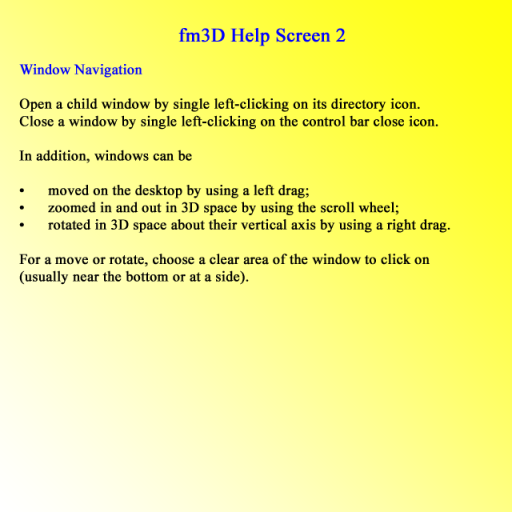 fm3D Help Screen 2
Window Navigation
Open a child window by single left-clicking on its directory icon.
Close a window by single left-clicking on the control bar close icon.
In addition, windows can be
• moved on the desktop by using a left drag;
• zoomed in and out in 3D space by using the scroll wheel;
• rotated in 3D space about their vertical axis by using a right drag.
For a move or rotate, choose a clear area of the window to click on
(usually near the bottom or at a side).